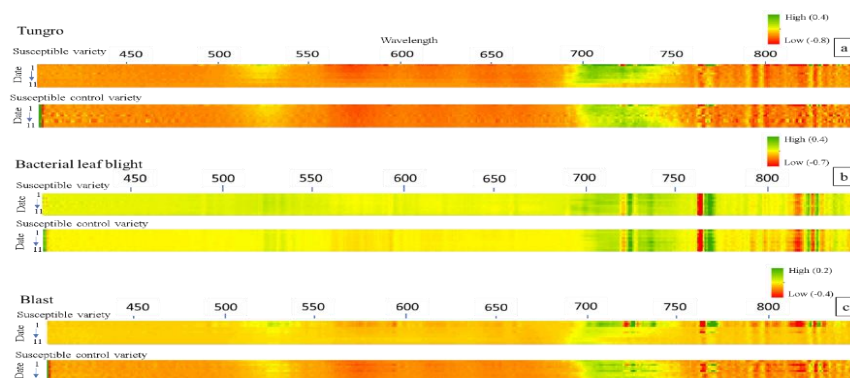 Tungro
Wavelength
High (0.4)
Low (-0.8)
a
Susceptible variety
450 500 550 600 650 700 750 800
Date
1
11
Susceptible control variety
Date
1
11
Bacterial leaf blight
High (0.4)
Low (-0.7)
b
Susceptible variety
450 500 550 600 650 700 750 800
Date
1
11
Susceptible control variety
Date
1
11
Blast
High (0.2)
Low (-0.4)
c
Susceptible variety
450 500 550 600 650 700 750 800
Date
1
11
Susceptible control variety
Date
1
11